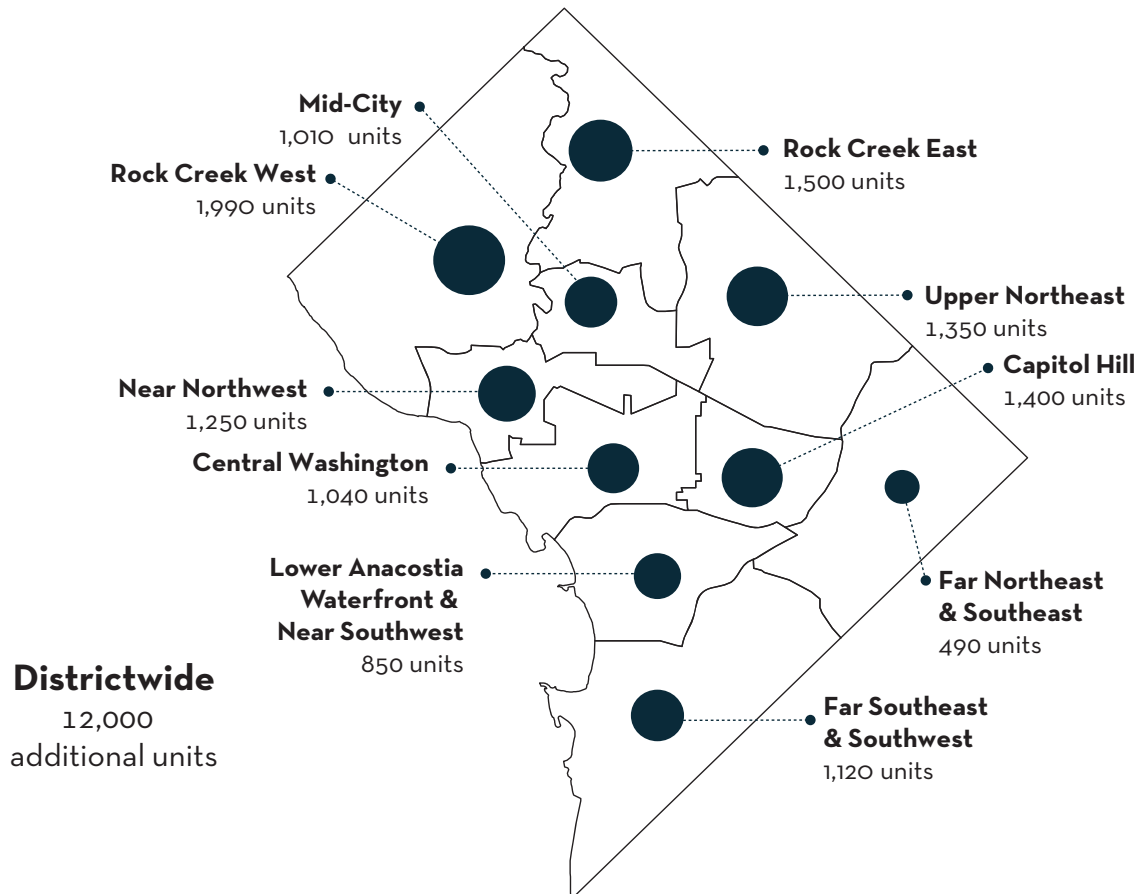 Mid-City
1,010 units
Rock Creek West
1,990 units
Rock Creek East
1,500 units
Upper Northeast
1,350 units
Capitol Hill
1,400 units
Near Northwest
1,250 units
Central Washington
1,040 units
Lower Anacostia
Waterfront &
Near Southwest
850 units
Far Northeast
& Southeast
490 units
Districtwide
12,000
additional units
Far Southeast
& Southwest
1,120 units